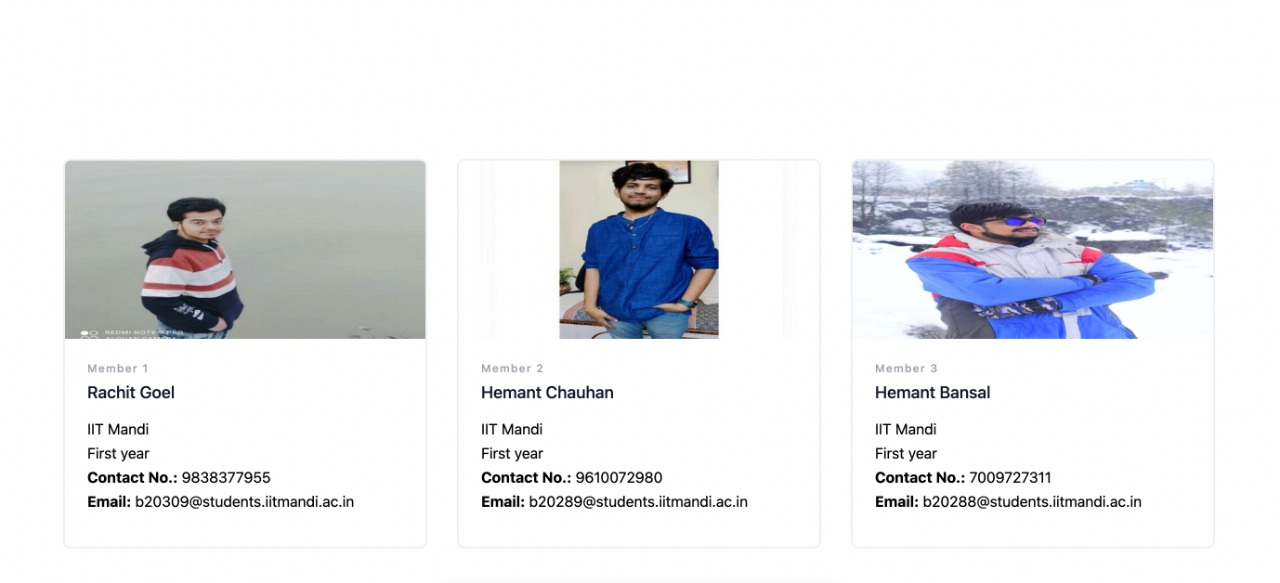 REDMI NOTE 9 PRO
Member 1
Rachit Goel
IIT Mandi
First year
Contact No.: 9838377955
Email: b20309@students.iitmandi.ac.in
Member 2
Hemant Chauhan
IIT Mandi
First year
Contact No.: 9610072980
Email: b20289@students.iitmandi.ac.in
Member 3
Hemant Bansal
IIT Mandi
First year
Contact No.: 7009727311
Email: b20288@students.iitmandi.ac.in